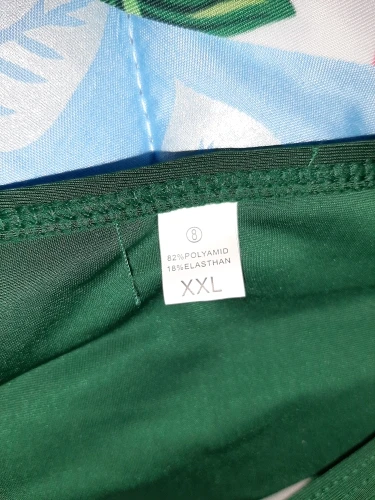 ⑧
82%POLYAMID
18%ELASTHAN
XXL